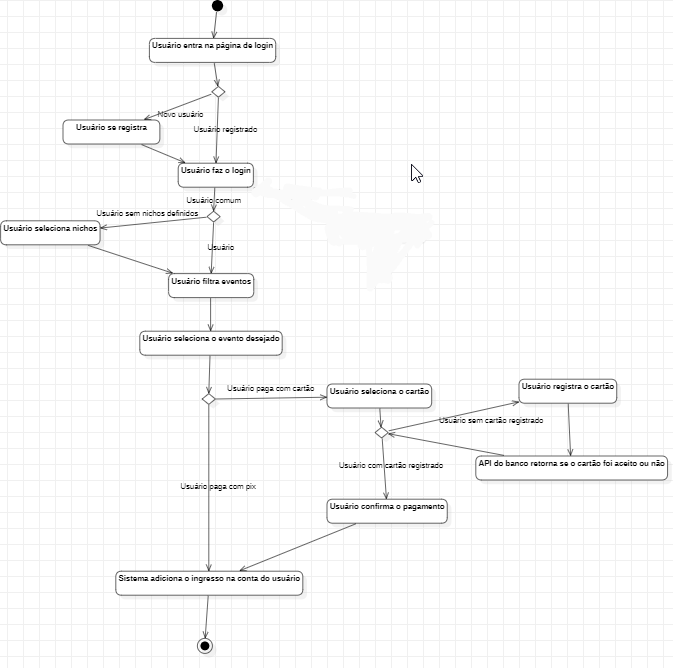 Usuário entra na página de login
Novo usuário
Usuário se registra
Usuário registrado
Usuário faz o login
Usuário comum
Usuário sem nichos definidos
Usuário seleciona nichos
Usuário
Usuário filtra eventos
Usuário seleciona o evento desejado
Usuário paga com cartão
Usuário seleciona o cartão
Usuário registra o cartão
Usuário sem cartão registrado
Usuário com cartão registrado
API do banco retorna se o cartão foi aceito ou não
Usuário paga com pix
Usuário confirma o pagamento
Sistema adiciona o ingresso na conta do usuário